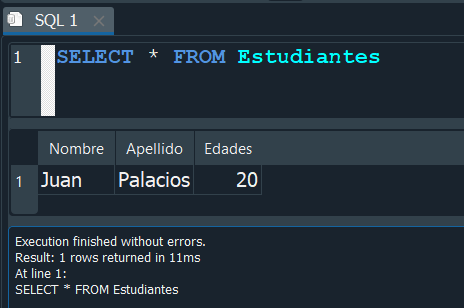 SQL 1
1 SELECT * FROM Estudiantes
Nombre Apellido Edades
1 Juan Palacios 20
Execution finished without errors.
Result: 1 rows returned in 11ms
At line 1:
SELECT * FROM Estudiantes